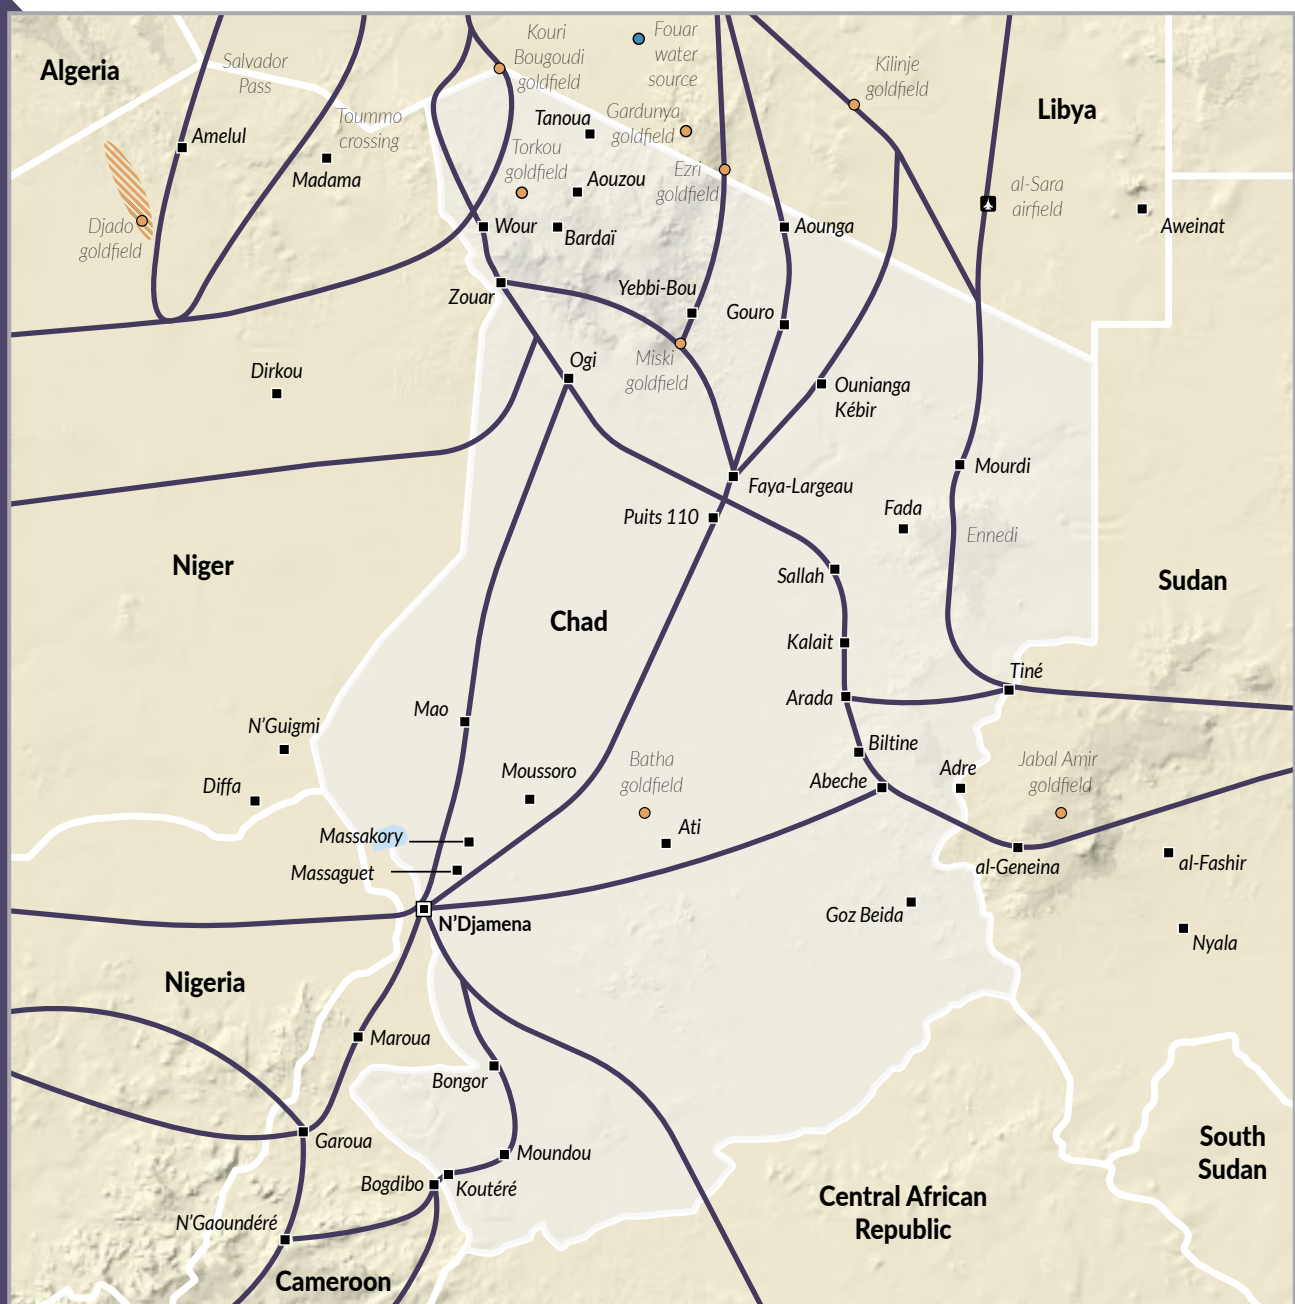 Kouri
Bougoudi
goldfield
Fouar
water
source
Algeria
Salvador
Pass
Kilinje
goldfield
Libya
Toummo
crossing
Tanoua
Gardunya
goldfield
Amelul
Madama
Torkou
goldfield
Aouzou
Ezri
goldfield
al-Sara
airfield
Aweinat
Djado
goldfield
Wour
Bardaï
Aounga
Zouar
Yebbi-Bou
Gouro
Miski
goldfield
Ogi
Dirkou
Ounianga
Kébir
Mourdi
Faya-Largeau
Puits 110
Fada
Ennedi
Niger
Sallah
Sudan
Chad
Kalait
Tiné
Arada
Mao
N'Guigmi
Biltine
Diffa
Moussoro
Batha
goldfield
Abeche
Adre
Jabal Amir
goldfield
Massakory
Ati
Massaguet
al-Geneina
al-Fashir
N'Djamena
Goz Beida
Nyala
Nigeria
Maroua
Bongor
Garoua
Moundou
South
Sudan
Bogdibo
Koutéré
Central African
Republic
N'Gaoundéré
Cameroon